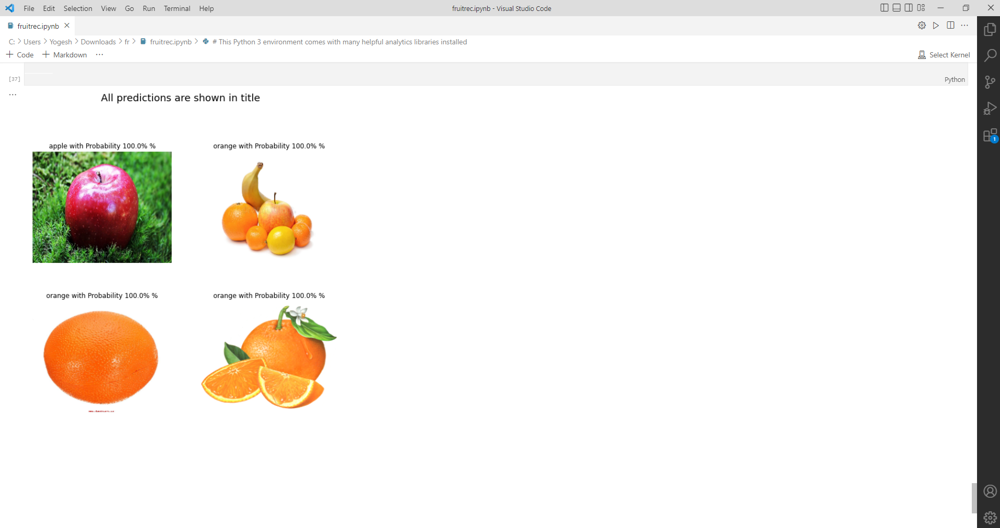 File Edit Selection View Go Run Terminal Help
fruitrec.ipynb - Visual Studio Code
fruitrec.ipynb
C: > Users > Yogesh > Downloads > fr > fruitrec.ipynb > # This Python 3 environment comes with many helpful analytics libraries installed
+ Code + Markdown ...
Select Kernel
[37]
Python
...
All predictions are shown in title
apple with Probability 100.0% %
orange with Probability 100.0% %
orange with Probability 100.0% %
orange with Probability 100.0% %
1